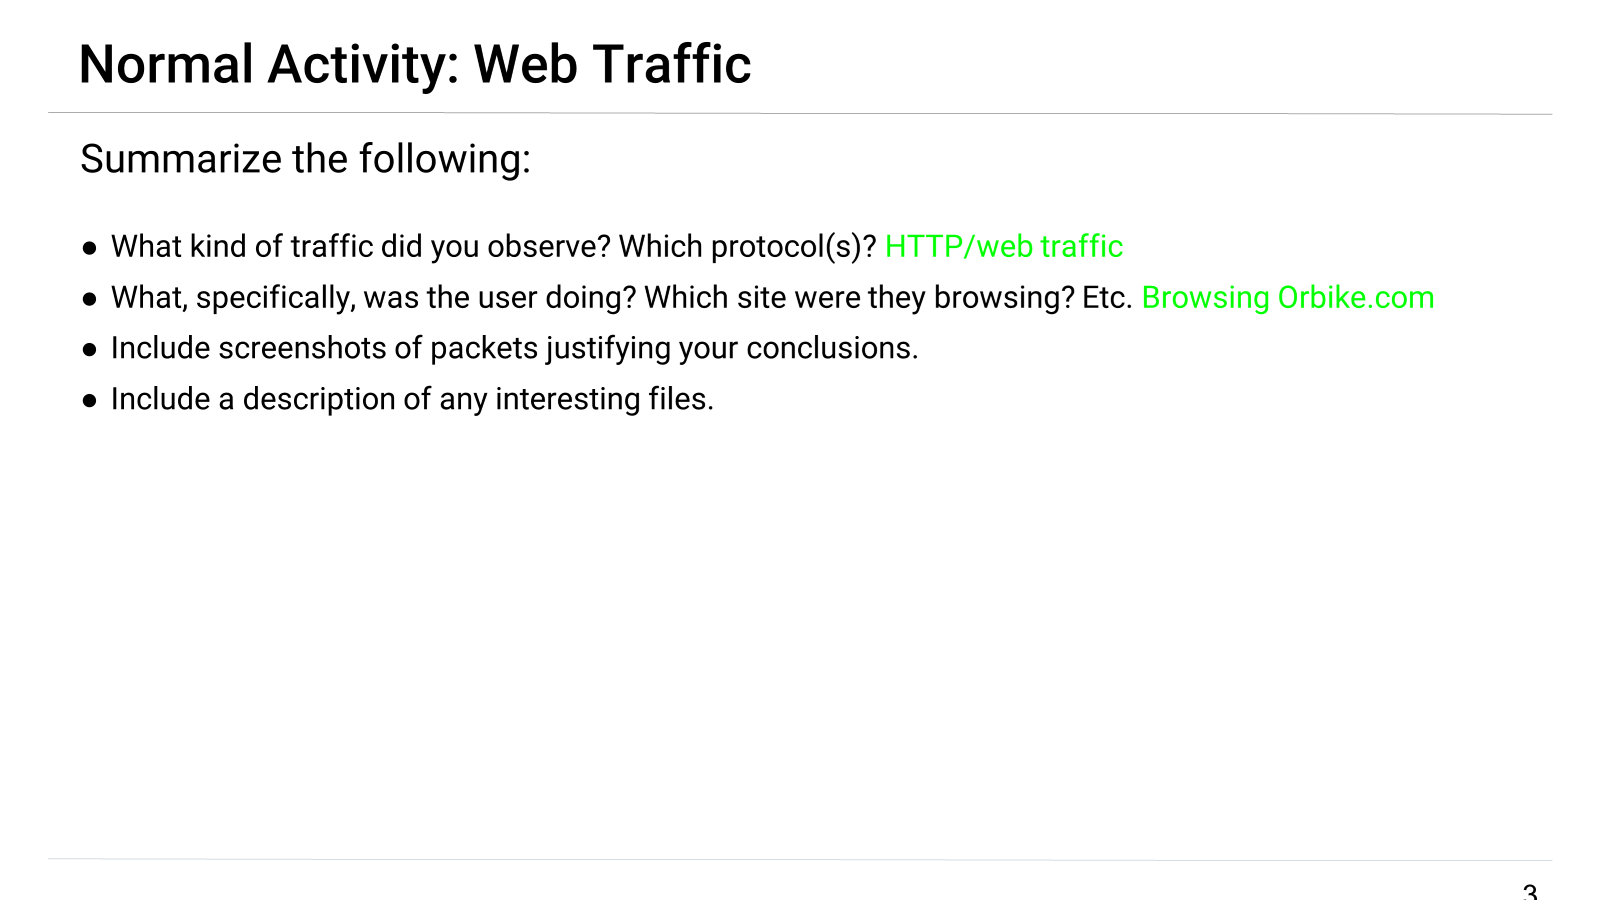 Normal Activity: Web Traffic
Summarize the following:
● What kind of traffic did you observe? Which protocol(s)? HTTP/web traffic
● What, specifically, was the user doing? Which site were they browsing? Etc. Browsing Orbike.com
● Include screenshots of packets justifying your conclusions.
● Include a description of any interesting files.
3